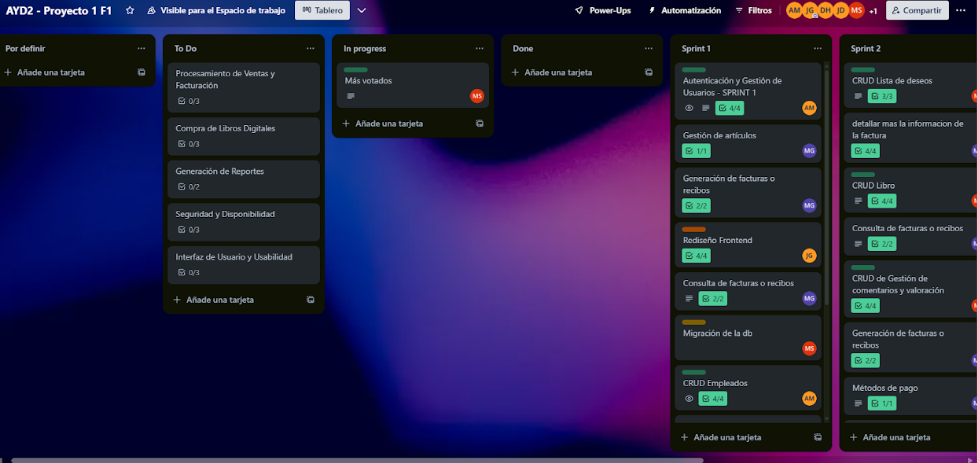 AYD2 - Proyecto 1 F1
Visible para el Espacio de trabajo
Tablero
Power-Ups
Automatización
Filtros
AM
JG
DH
JD
MS
+1
Compartir
Por definir
Añade una tarjeta
To Do
Procesamiento de Ventas y
Facturación
0/3
Compra de Libros Digitales
0/3
Generación de Reportes
0/2
Seguridad y Disponibilidad
0/3
Interfaz de Usuario y Usabilidad
0/3
Añade una tarjeta
In progress
Más votados
MS
Añade una tarjeta
Done
Añade una tarjeta
Sprint 1
Autenticación y Gestión de
Usuarios - SPRINT 1
4/4
AM
Gestión de artículos
1/1
MG
Generación de facturas o
recibos
2/2
MG
Rediseño Frontend
4/4
JG
Consulta de facturas o recibos
2/2
MG
Migración de la db
MS
CRUD Empleados
4/4
AM
Añade una tarjeta
Sprint 2
CRUD Lista de deseos
3/3
detallar mas la informacion de
la factura
4/4
CRUD Libro
4/4
Consulta de facturas o recibos
2/2
CRUD de Gestión de
comentarios y valoración
4/4
Generación de facturas o
recibos
2/2
Métodos de pago
1/1
Añade una tarjeta